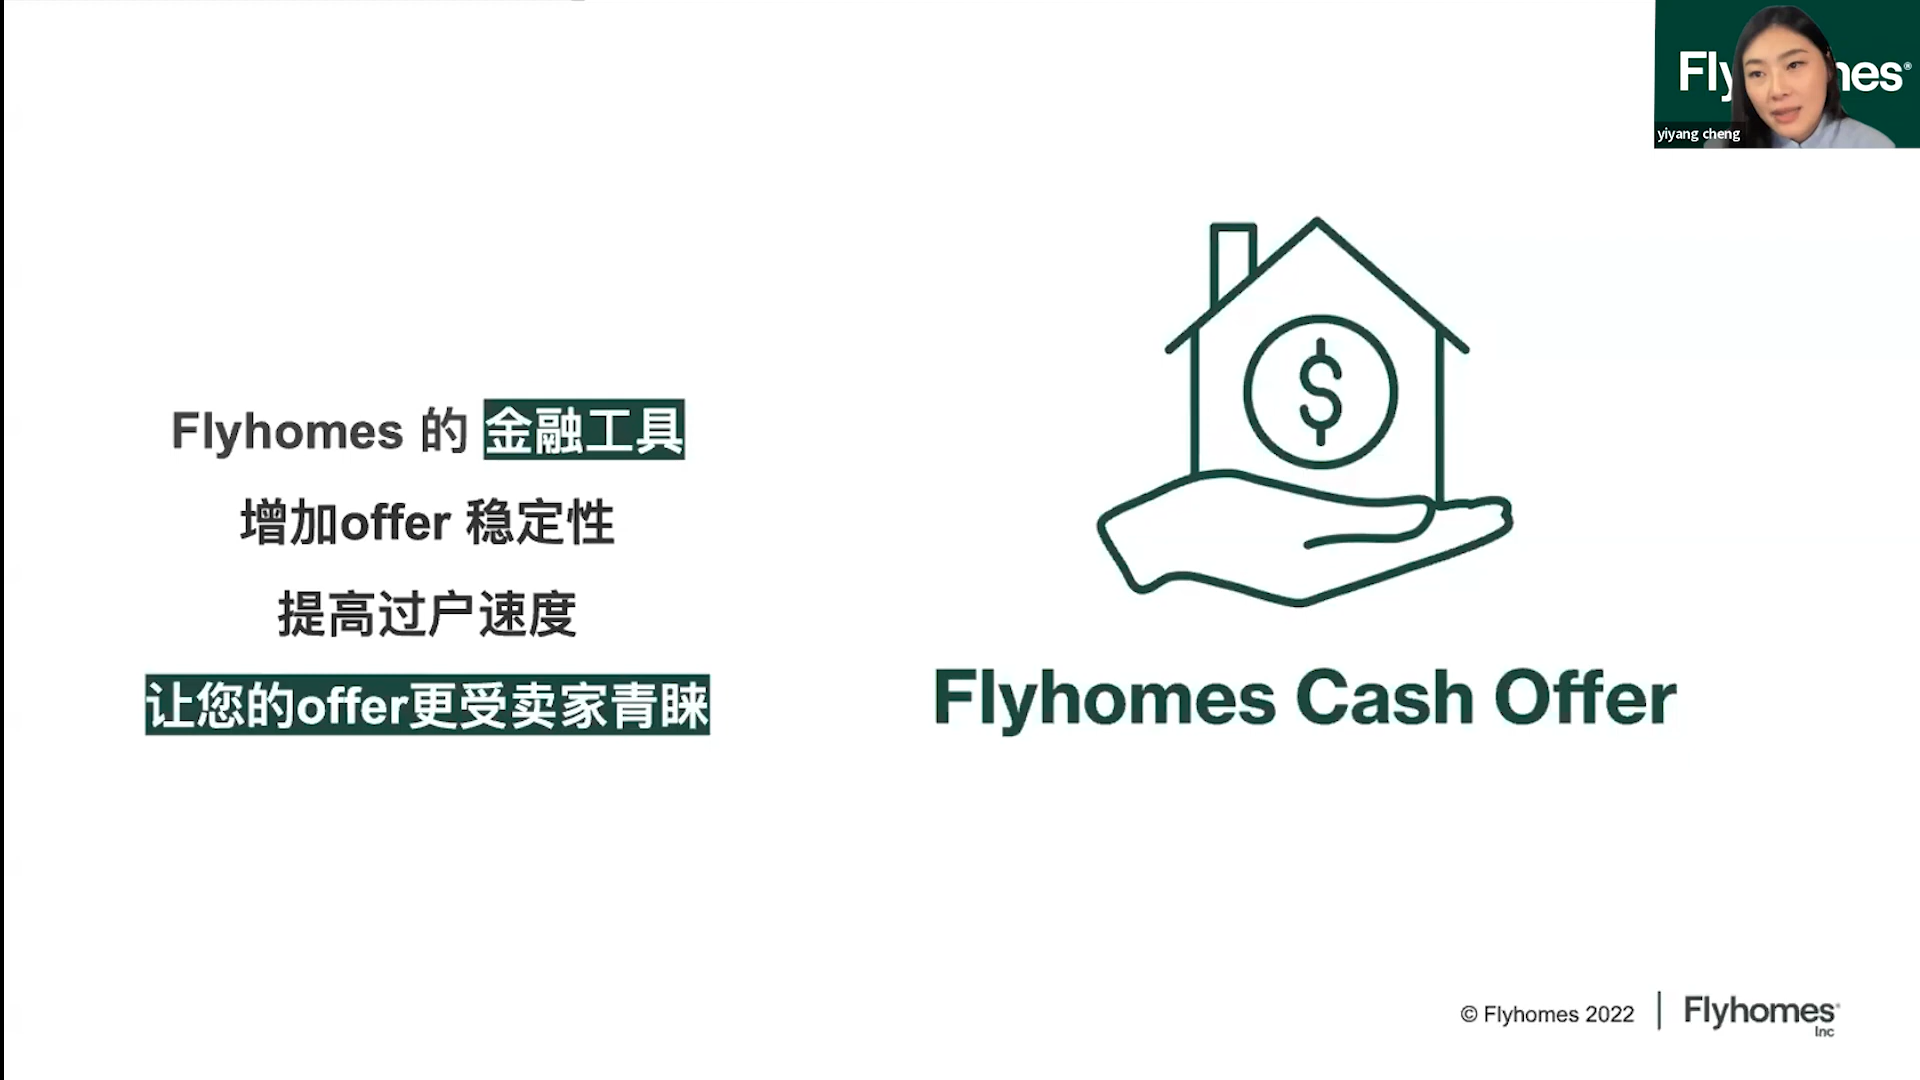 Flyhomes 的 金融工具
增加offer 稳定性
提高过户速度
让您的offer更受卖家青睐
$
Flyhomes Cash Offer
yiyang cheng
© Flyhomes 2022
Flyhomes®
Inc